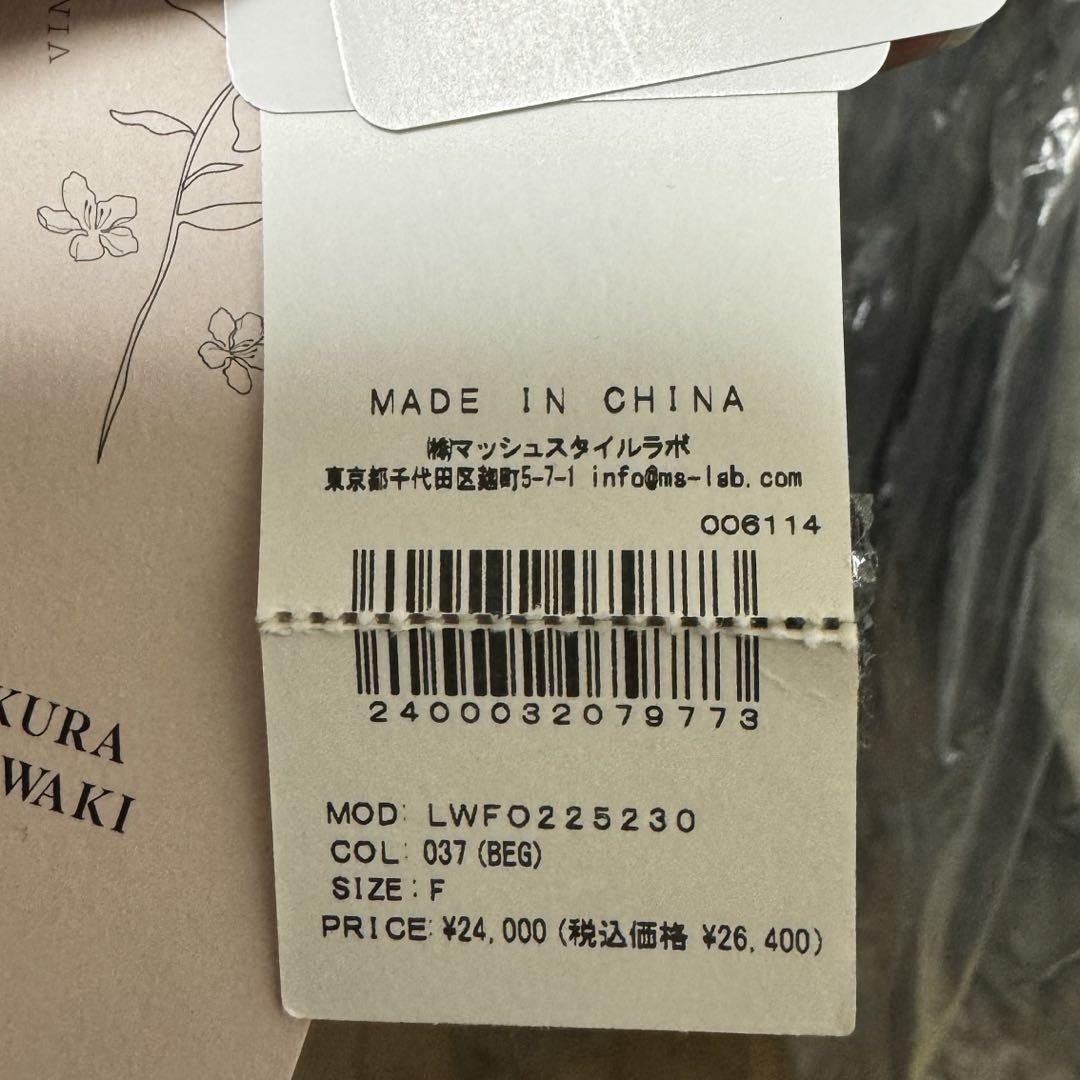 VIN
KURA
WAKI
MADE IN CHINA
㈱マッシュスタイルラボ
東京都千代田区麹町5-7-1 info@ms-lab.com
006114
2400032079773
MOD: LWFO225230
COL: 037 (BEG)
SIZE: F
PRICE: ¥24,000 (税込価格 ¥26,400)